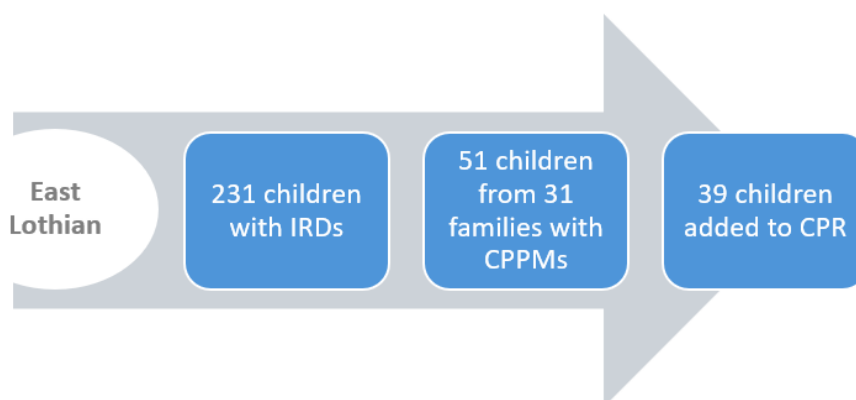 East
Lothian
231 children
with IRDs
51 children
from 31
families with
CPPMs
39 children
added to CPR